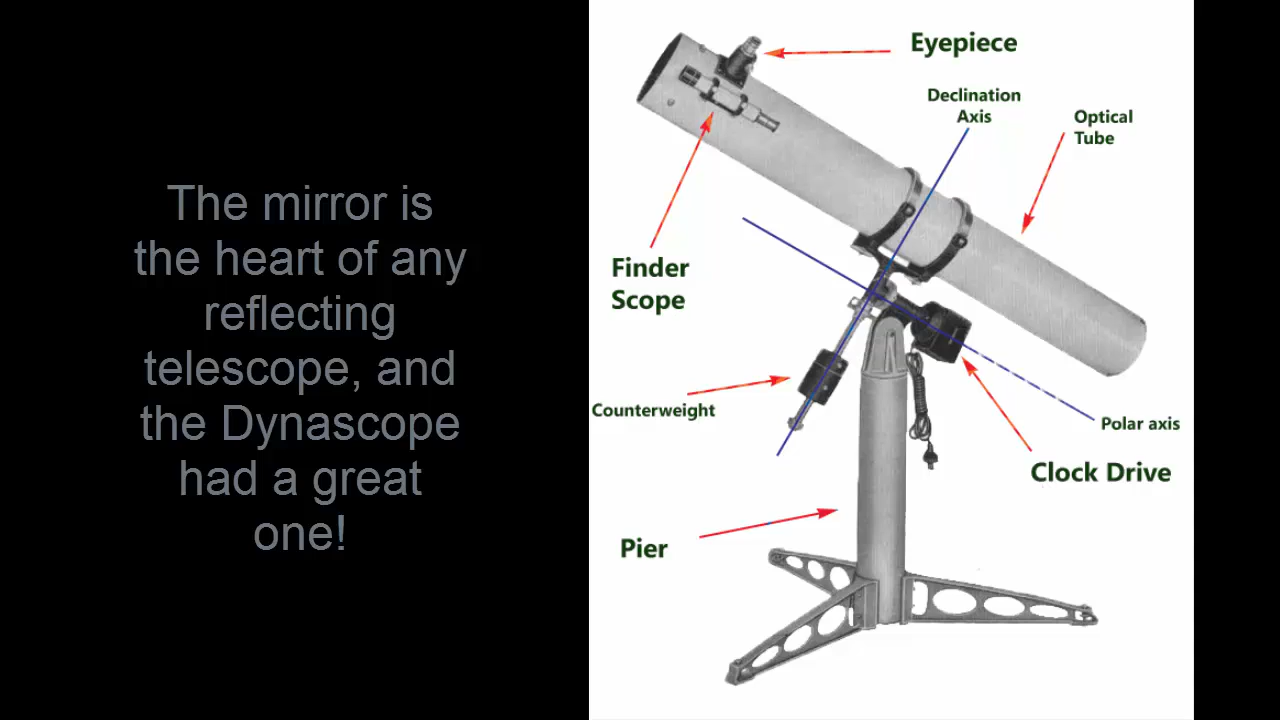 The mirror is
the heart of any
reflecting
telescope, and
the Dynascope
had a great
one!
Eyepiece
Declination
Axis
Optical
Tube
Finder
Scope
Counterweight
Polar axis
Clock Drive
Pier